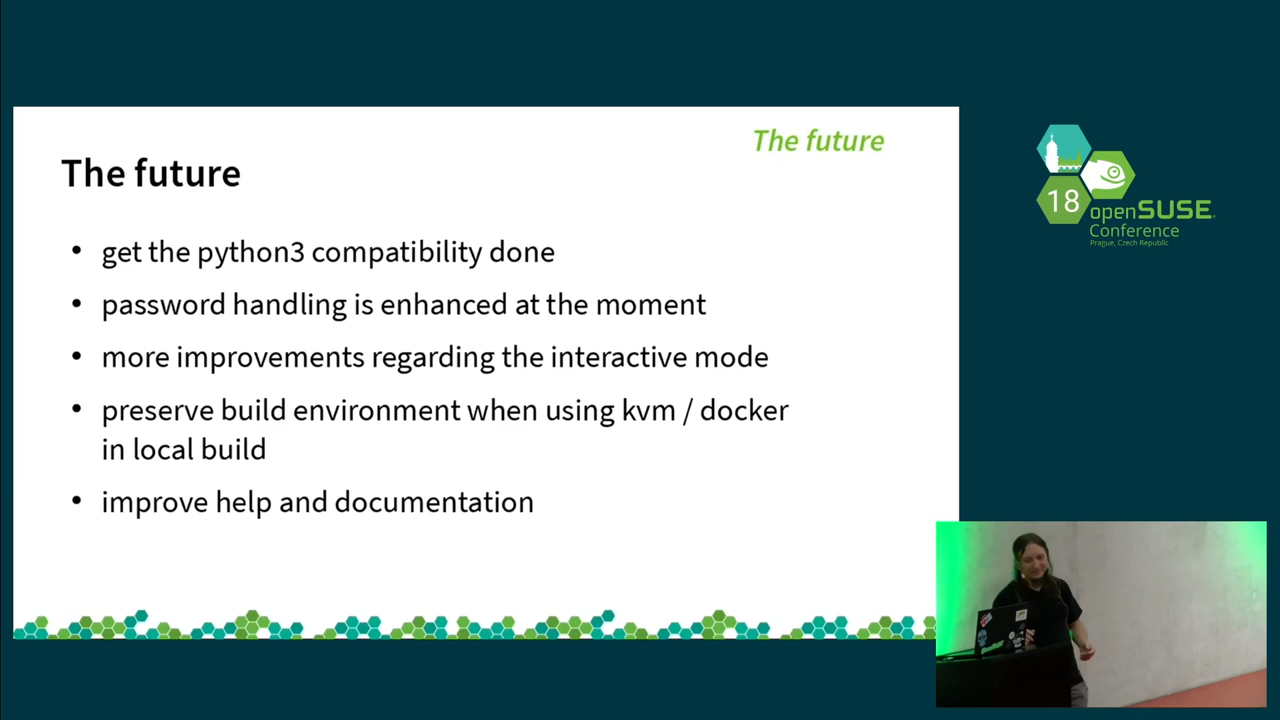 The future
The future
• get the python3 compatibility done
• password handling is enhanced at the moment
• more improvements regarding the interactive mode
• preserve build environment when using kvm / docker
in local build
• improve help and documentation
18
openSUSE
Conference
Prague, Czech Republic